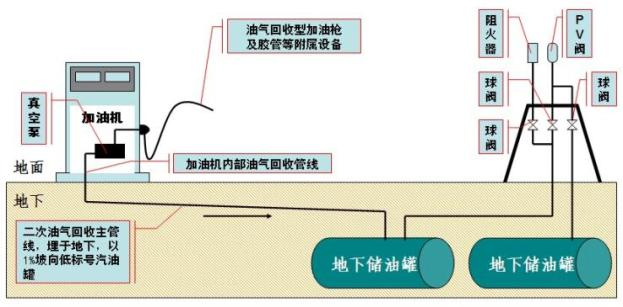 油气回收型加油枪
及胶管等附属设备
阻
火
器
P
V
阀
真
空
泵
加油机
球
阀
球
阀
球
阀
地面
加油机内部油气回收管线
地下
二次油气回收主管
线，埋于地下，以
1%坡向低标号汽油
罐
地下储油罐
地下储油罐